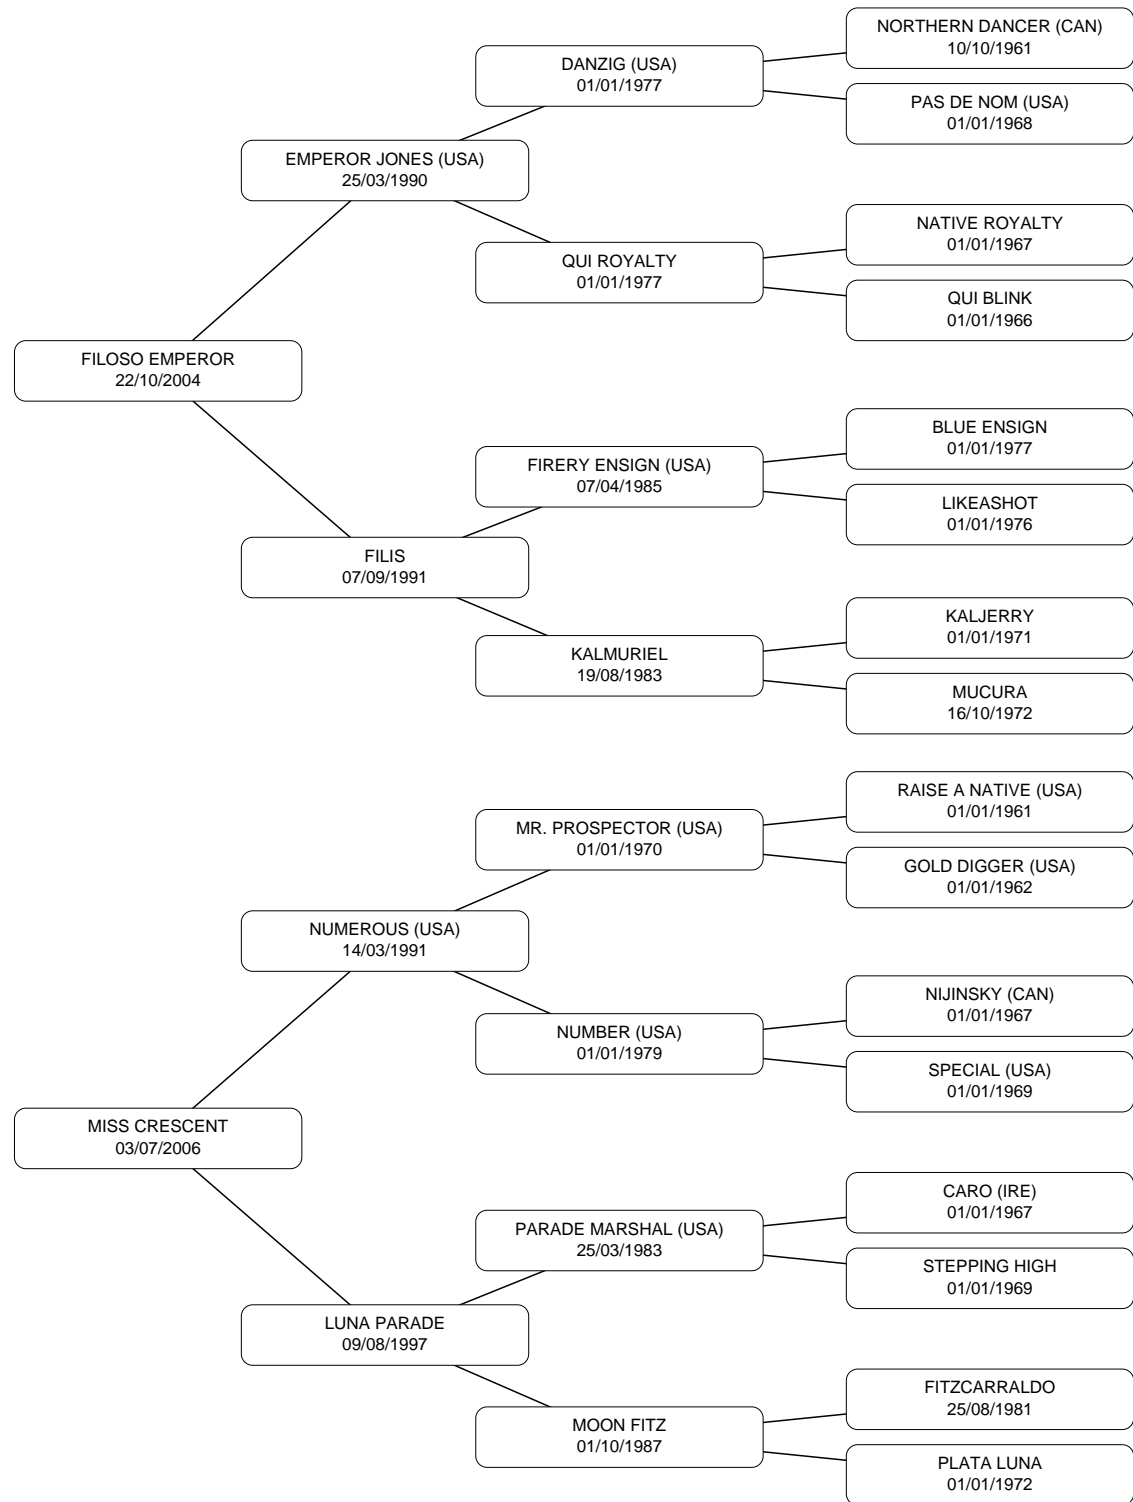 NORTHERN DANCER (CAN)
10/10/1961
DANZIG (USA)
01/01/1977
PAS DE NOM (USA)
01/01/1968
EMPEROR JONES (USA)
25/03/1990
NATIVE ROYALTY
01/01/1967
QUI ROYALTY
01/01/1977
QUI BLINK
01/01/1966
FILOSO EMPEROR
22/10/2004
BLUE ENSIGN
01/01/1977
FIRERY ENSIGN (USA)
07/04/1985
LIKEASHOT
01/01/1976
FILIS
07/09/1991
KALJERRY
01/01/1971
KALMURIEL
19/08/1983
MUCURA
16/10/1972
RAISE A NATIVE (USA)
01/01/1961
MR. PROSPECTOR (USA)
01/01/1970
GOLD DIGGER (USA)
01/01/1962
NUMEROUS (USA)
14/03/1991
NIJINSKY (CAN)
01/01/1967
NUMBER (USA)
01/01/1979
SPECIAL (USA)
01/01/1969
MISS CRESCENT
03/07/2006
CARO (IRE)
01/01/1967
PARADE MARSHAL (USA)
25/03/1983
STEPPING HIGH
01/01/1969
LUNA PARADE
09/08/1997
FITZCARRALDO
25/08/1981
MOON FITZ
01/10/1987
PLATA LUNA
01/01/1972